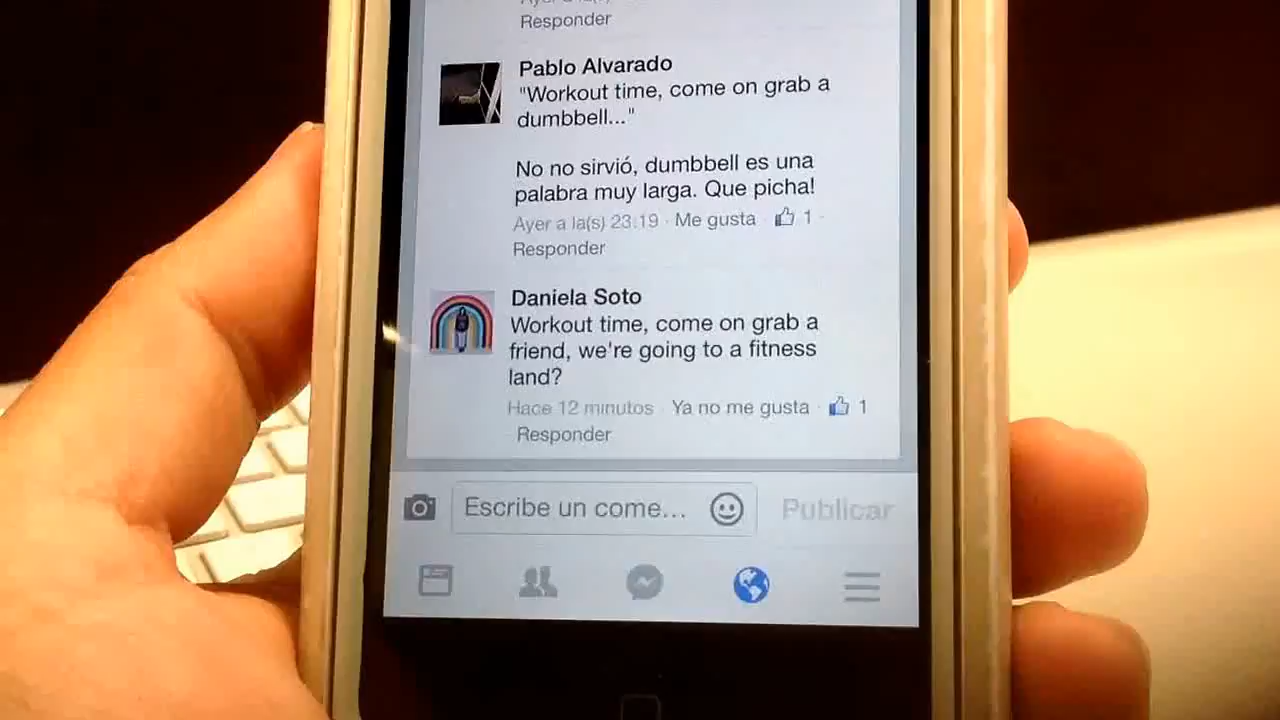 Ayer a la(s)
Responder
Pablo Alvarado
"Workout time, come on grab a
dumbbell..."
No no sirvió, dumbbell es una
palabra muy larga. Que picha!
Ayer a la(s) 23:19 · Me gusta · 1 ·
Responder
Daniela Soto
Workout time, come on grab a
friend, we're going to a fitness
land?
Hace 12 minutos · Ya no me gusta · 1
Responder
Escribe un come... Publicar